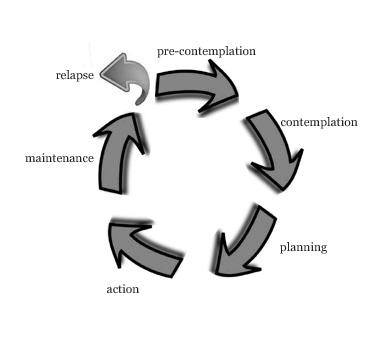 pre-contemplation
relapse
contemplation
maintenance
planning
action